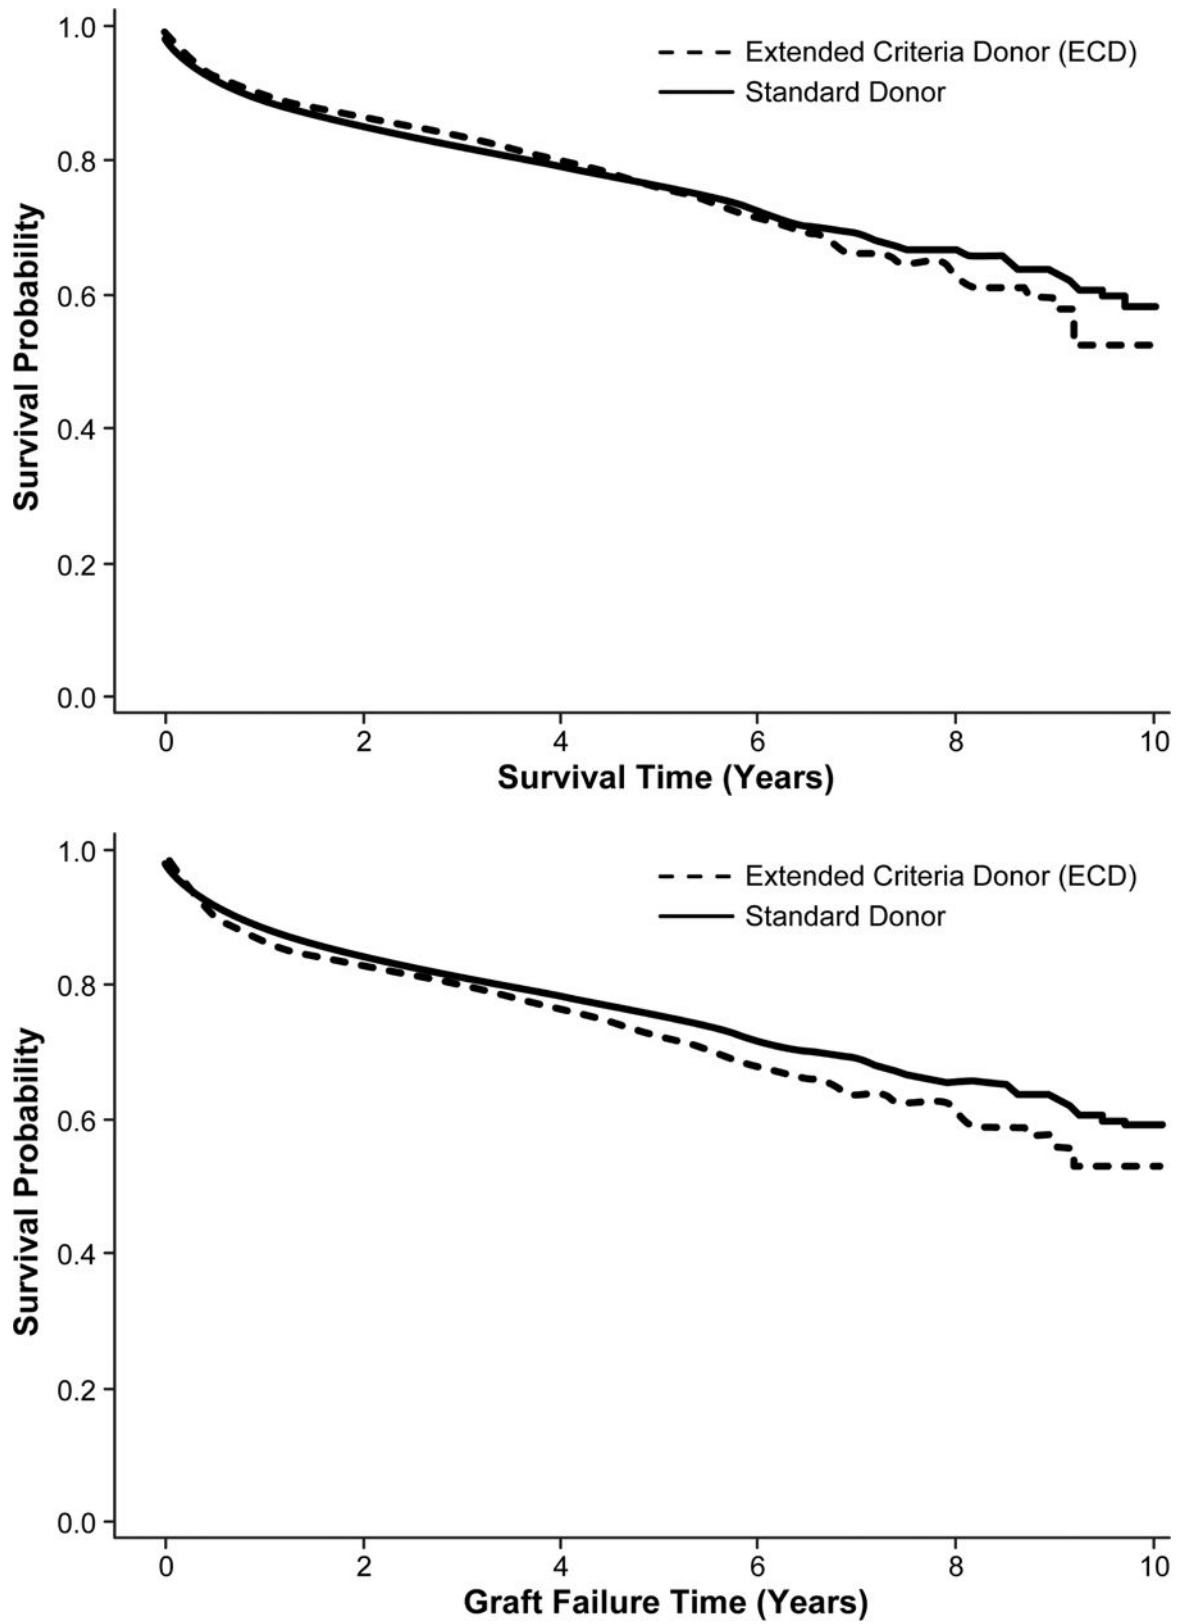 1.0
Extended Criteria Donor (ECD)
Standard Donor
0.8
0.6
0.4
0.2
0.0
Survival Probability
0 2 4 6 8 10
Survival Time (Years)
1.0
Extended Criteria Donor (ECD)
Standard Donor
0.8
0.6
0.4
0.2
0.0
Survival Probability
0 2 4 6 8 10
Graft Failure Time (Years)